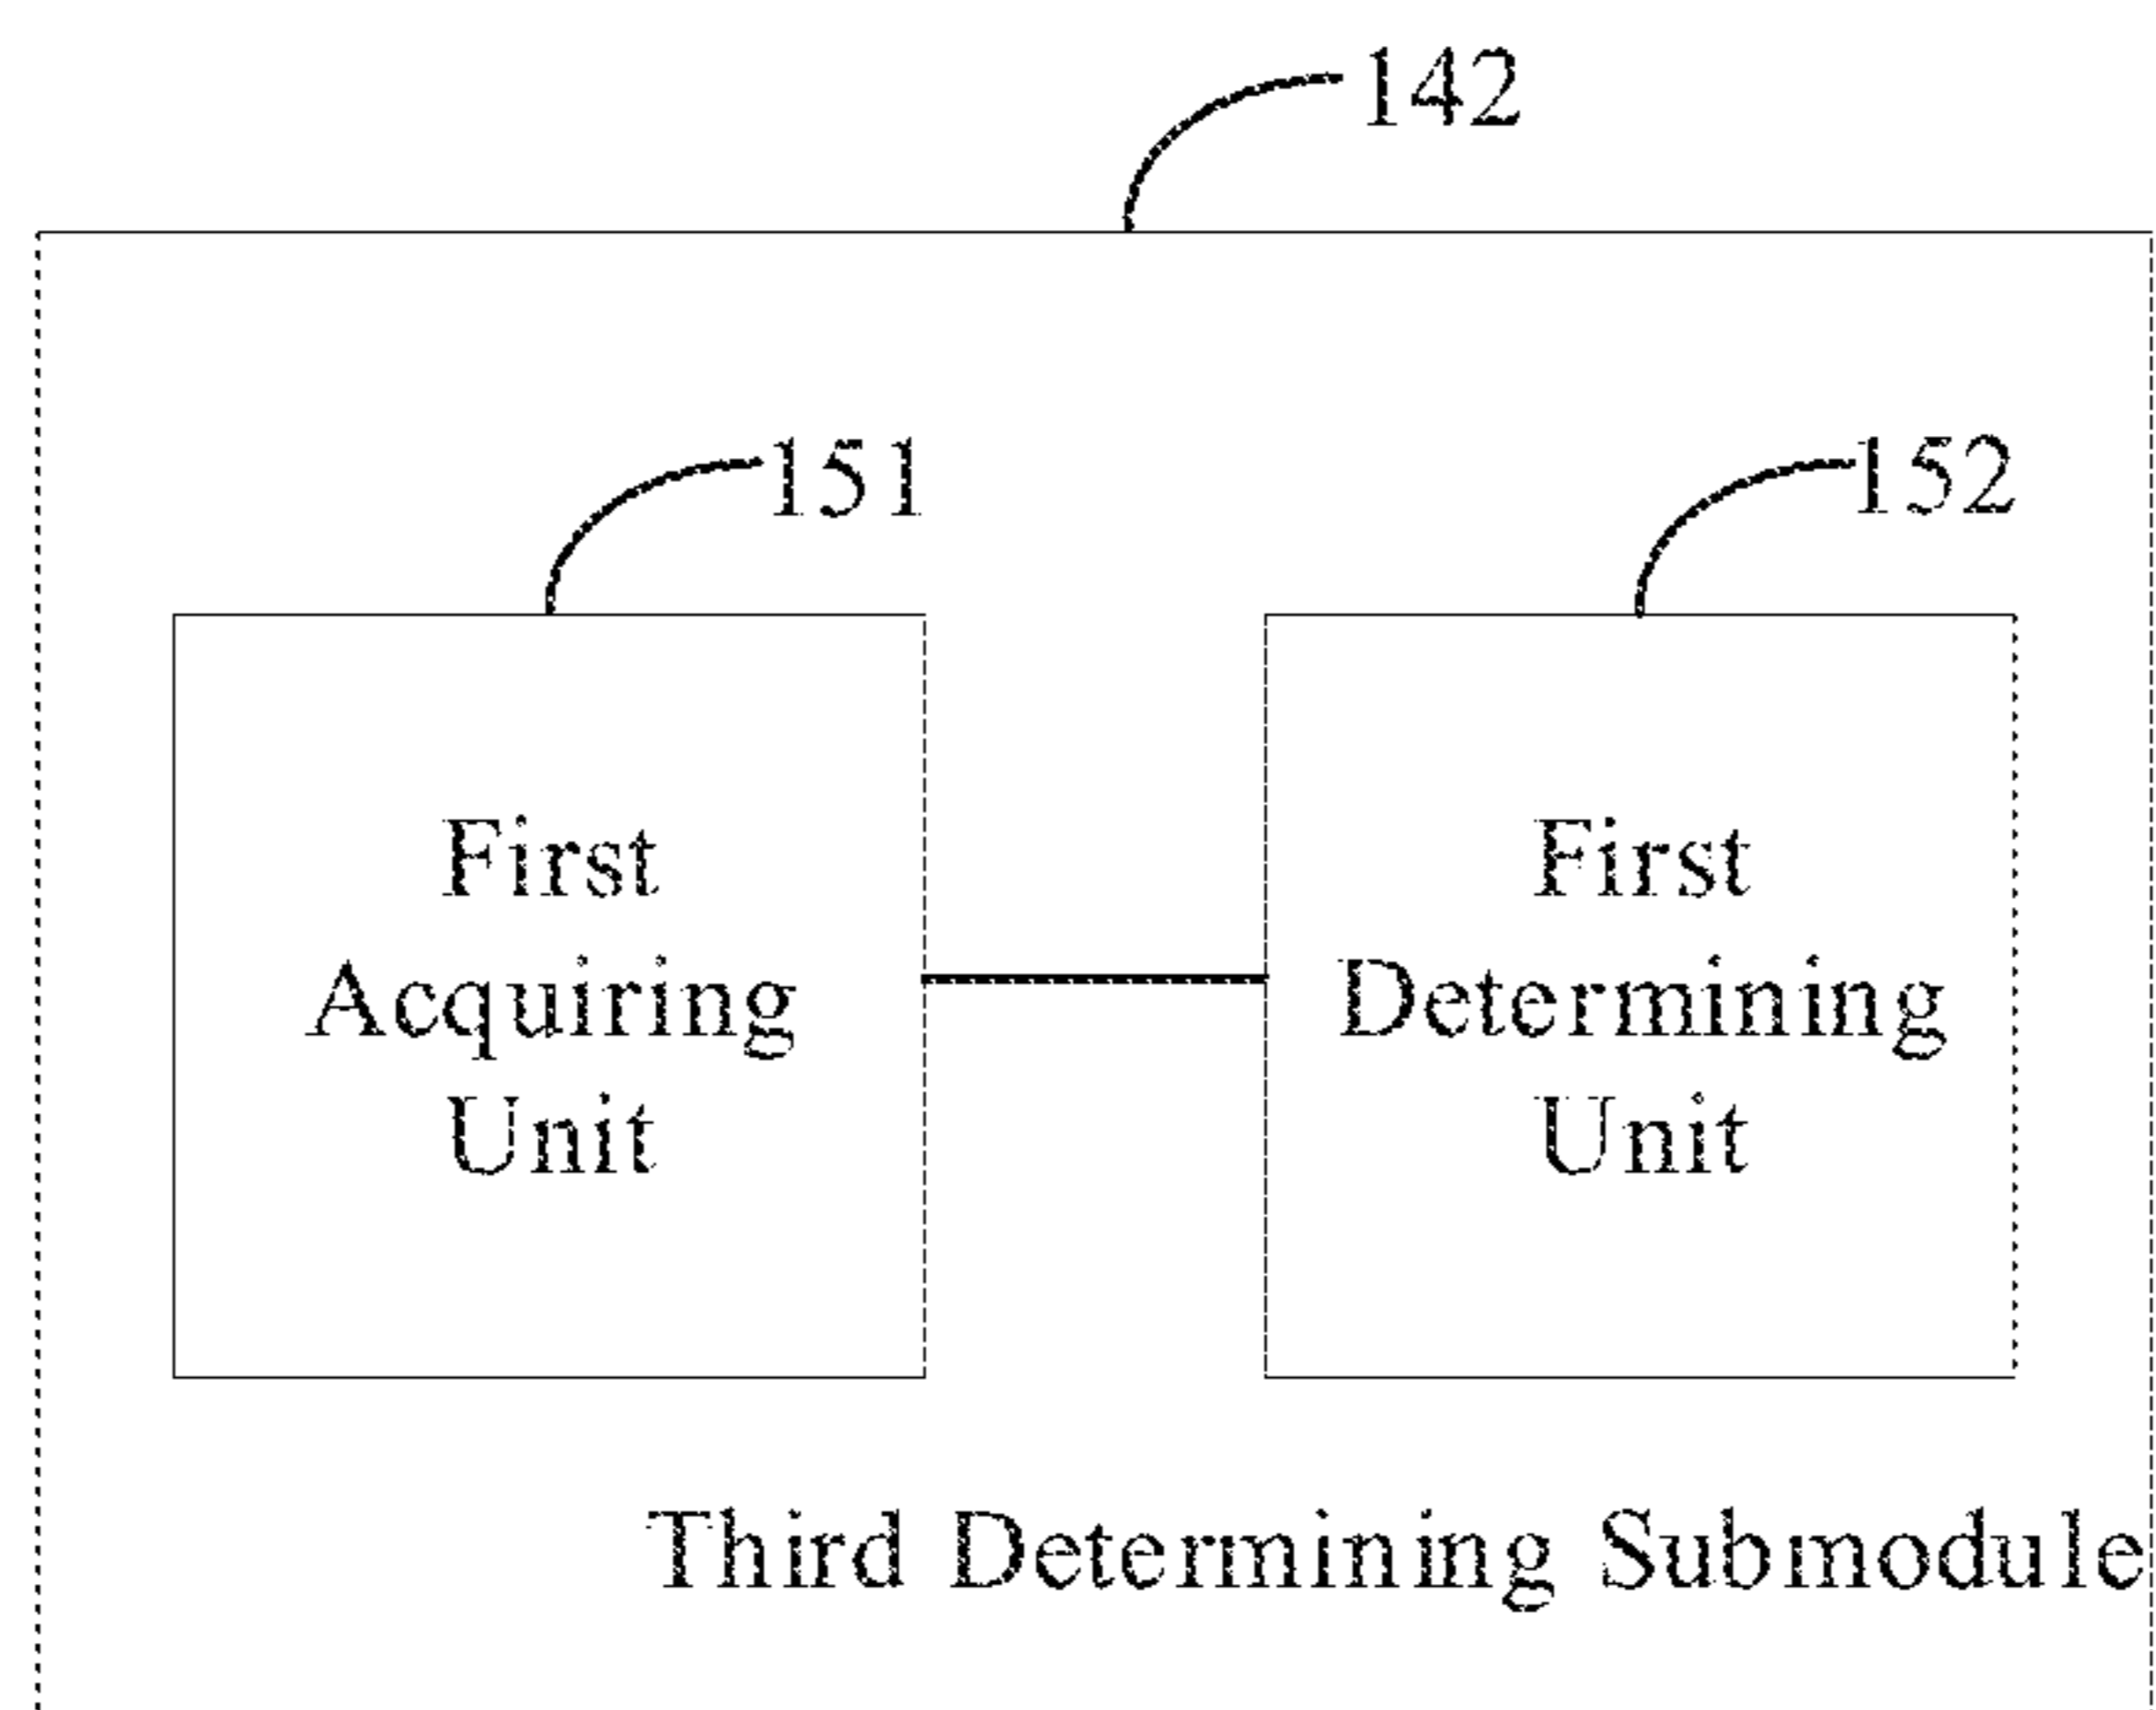 142
151
152
First
Acquiring
Unit
First
Determining
Unit
Third Determining Submodule